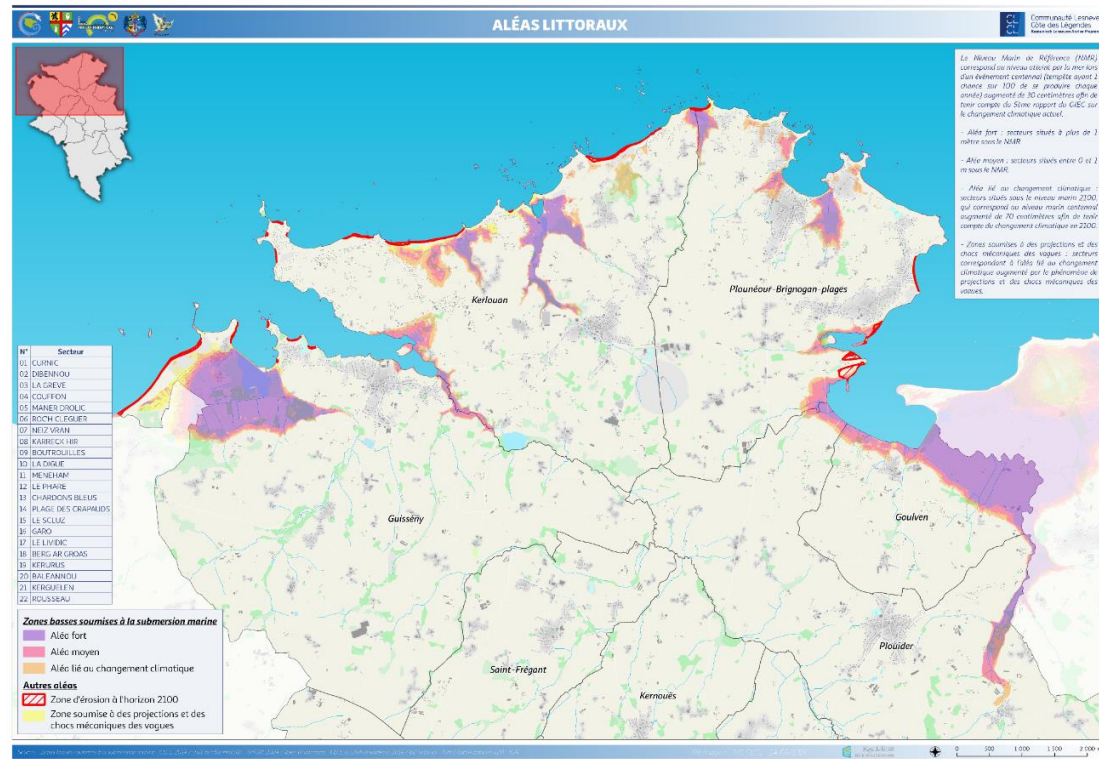 ALÉAS LITTORAUX
Communauté Lesneven
Côte des Légendes
Le Niveau Marin de Référence (NMR)
correspond au niveau atteint par la mer lors
d'un événement centennal (tempête ayant 1
chance sur 100 de se produire chaque
année) augmenté de 30 centimètres afin de
tenir compte du 5ème rapport du GIEC sur
le changement climatique actuel.
- Aléa fort : secteurs situés à plus de 1
mètre sous le NMR
- Aléa moyen : secteurs situés entre 0 et 1
m sous le NMR.
- Aléa lié au changement climatique :
secteurs situés sous le niveau marin 2100,
qui correspond au niveau marin centennal
augmenté de 70 centimètres afin de tenir
compte du changement climatique en 2100.
- Zones soumises à des projections et des
chocs mécaniques des vagues : secteurs
correspondant à l'aléa lié au changement
climatique augmenté par le phénomène de
projections et des chocs mécaniques des
vagues.
Kerlouan
Plounéour-Brignogan-plages
Guissény
Goulven
Plouider
Saint-Frégant
Kernouës
N° Secteur
01 CURNIC
02 DIBENNOU
03 LA GREVE
04 COUFFON
05 MANER DROLIC
06 ROCH CLEGUER
07 NEIZ VRAN
08 KARRECK HIR
09 BOUTROUILLES
10 LA DIGUE
11 MENEHAM
12 LE PHARE
13 CHARDONS BLEUS
14 PLAGE DES CRAPAUDS
15 LE SCLUZ
16 GARO
17 LE LIVIDIC
18 BERG AR GROAS
19 KERURUS
20 BALEANNOU
21 KERGUELEN
22 ROUSSEAU
Zones basses soumises à la submersion marine
Aléa fort
Aléa moyen
Aléa lié au changement climatique
Autres aléas
Zone d'érosion à l'horizon 2100
Zone soumise à des projections et des
chocs mécaniques des vagues
0 500 1 000 1 500 2 000